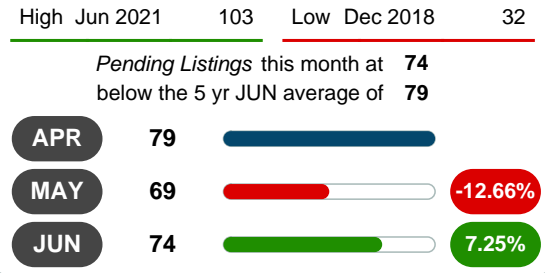 High Jun 2021 103 Low Dec 2018 32
Pending Listings this month at 74
below the 5 yr JUN average of 79
APR 79
MAY 69 -12.66%
JUN 74 7.25%